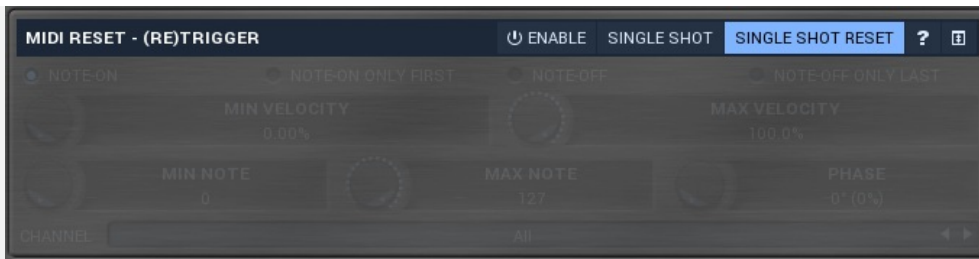 MIDI RESET - (RE)TRIGGER ENABLE SINGLE SHOT SINGLE SHOT RESET ?
NOTE-ON NOTE-ON ONLY FIRST NOTE-OFF NOTE-OFF ONLY LAST
MIN VELOCITY MAX VELOCITY
0.00% 100.0%
MIN NOTE MAX NOTE PHASE
0 127 0° (0%)
CHANNEL: All